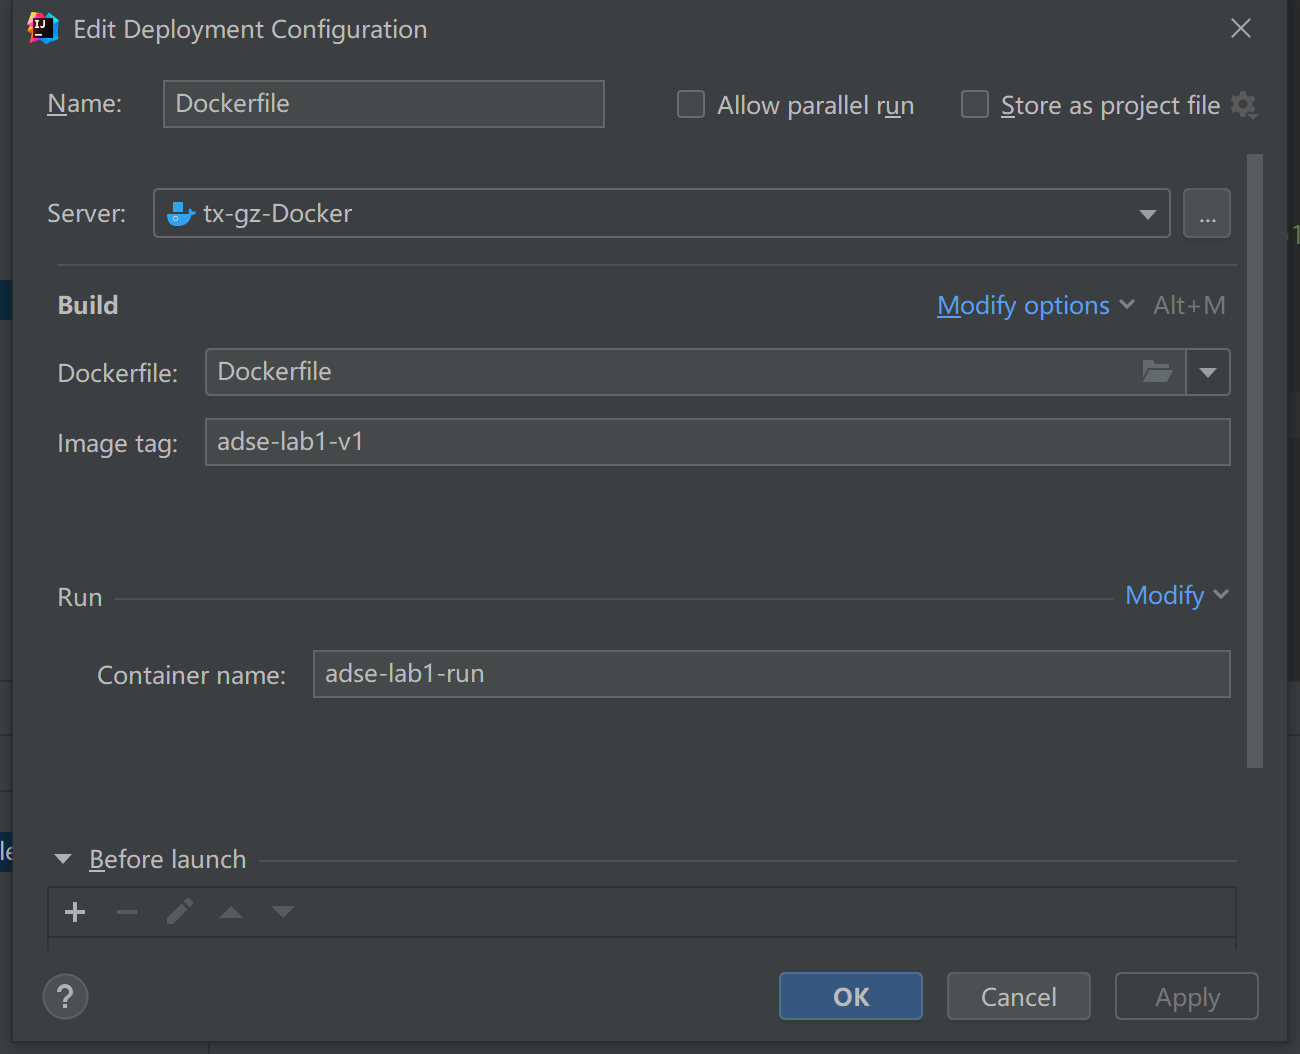 IJ
Edit Deployment Configuration
Name: Dockerfile Allow parallel run Store as project file
Server: tx-gz-Docker ...
Build Modify options Alt+M
Dockerfile: Dockerfile
Image tag: adse-lab1-v1
Run Modify
Container name: adse-lab1-run
Before launch
? OK Cancel Apply